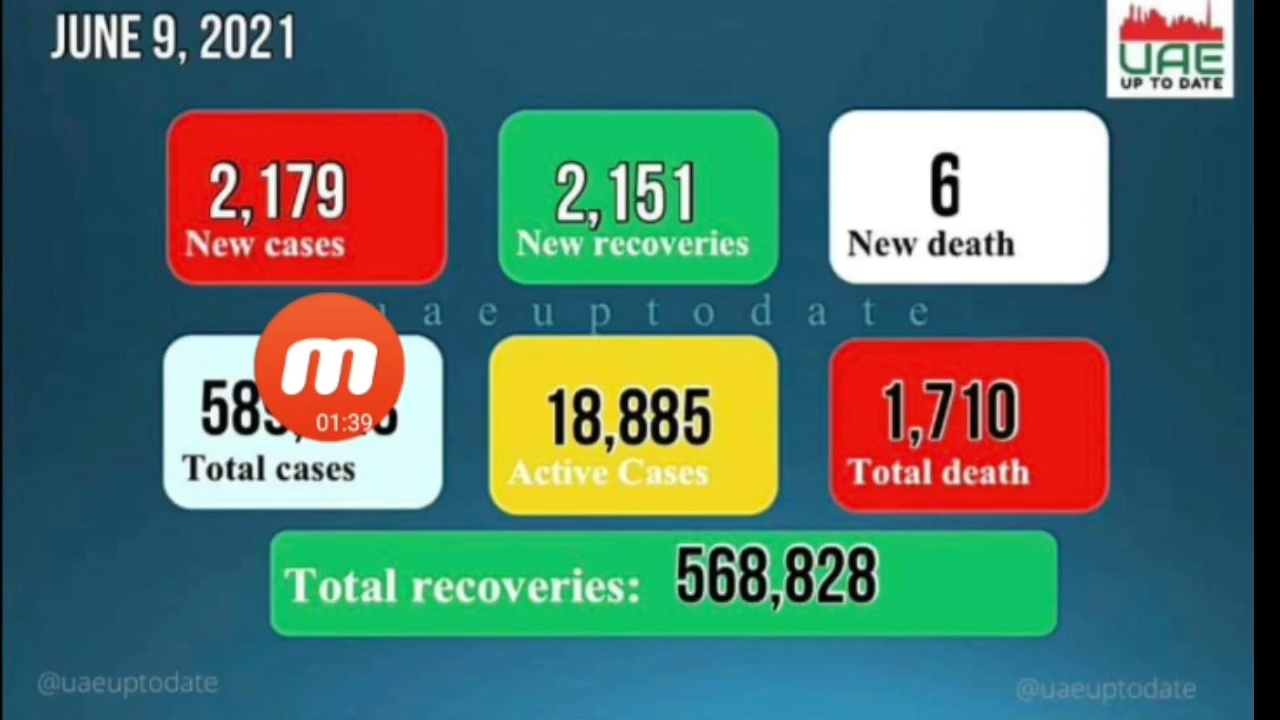 JUNE 9, 2021
UAE
UP TO DATE
2,179
New cases
2,151
New recoveries
6
New death
uaeuptodate
m
01:39
Total cases
18,885
Active Cases
1,710
Total death
Total recoveries: 568,828
@uaeuptodate
@uaeuptodate